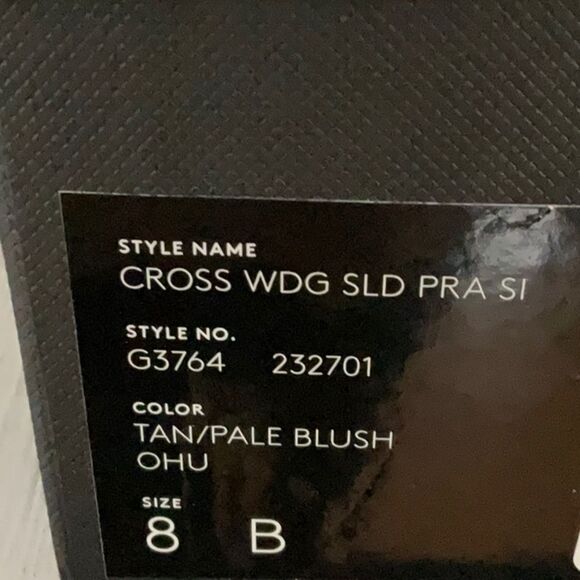 STYLE NAME
CROSS WDG SLD PRA SI
STYLE NO.
G3764 232701
COLOR
TAN/PALE BLUSH
OHU
SIZE
8 B